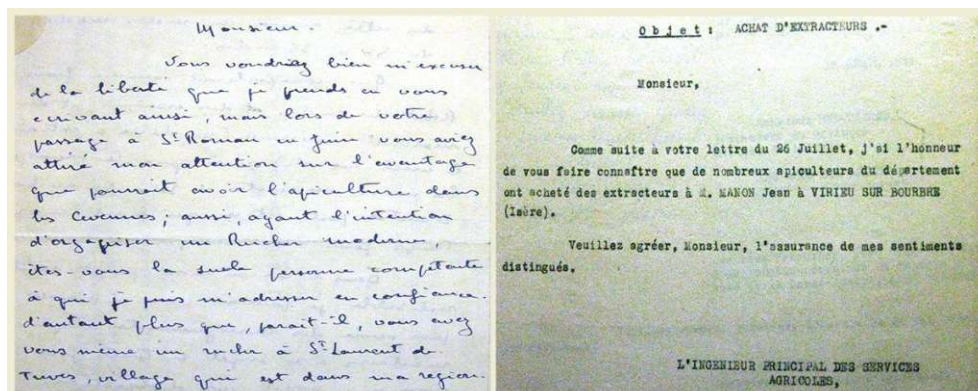 Monsieur.
Vous voudriez bien m'excuser
de la liberté que je prends en vous
écrivant ainsi, mais lors de votre
passage à St Roman en Juin vous aviez
attiré mon attention sur l'avantage
que pourrait avoir l'apiculture dans
les Cevennes; aussi, ayant l'intention
d'organiser un Rucher moderne,
êtes-vous la seule personne compétente
à qui je puis m'adresser en confiance.
d'autant plus que, parait-il, vous avez
vous même un rucher à St Laurent de
Trèves, village qui est dans ma région.
Objet : ACHAT D'EXTRACTEURS .-
Monsieur,
Comme suite à votre lettre du 26 Juillet, j'ai l'honneur
de vous faire connaître que de nombreux apiculteurs du département
ont acheté des extracteurs à M. MANON Jean à VIRIEU SUR BOURBRE
(Isère).
Veuillez agréer, Monsieur, l'assurance de mes sentiments
distingués.
L'INGENIEUR PRINCIPAL DES SERVICES
AGRICOLES,